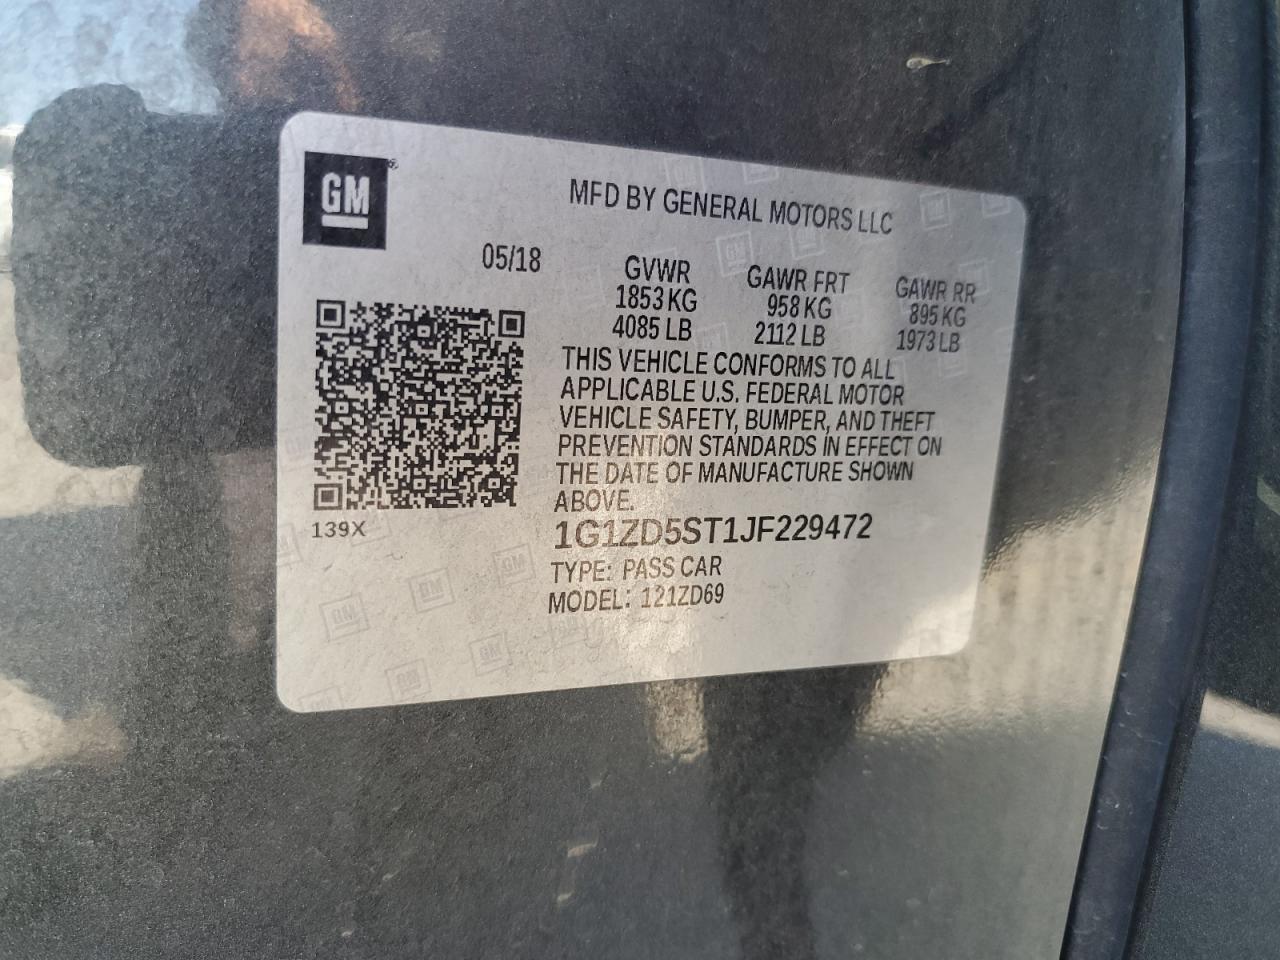 GM
MFD BY GENERAL MOTORS LLC
05/18
GVWR
1853 KG
4085 LB
GAWR FRT
958 KG
2112 LB
GAWR RR
895 KG
1973 LB
THIS VEHICLE CONFORMS TO ALL
APPLICABLE U.S. FEDERAL MOTOR
VEHICLE SAFETY, BUMPER, AND THEFT
PREVENTION STANDARDS IN EFFECT ON
THE DATE OF MANUFACTURE SHOWN
ABOVE.
139X
1G1ZD5ST1JF229472
TYPE: PASS CAR
MODEL: 121ZD69